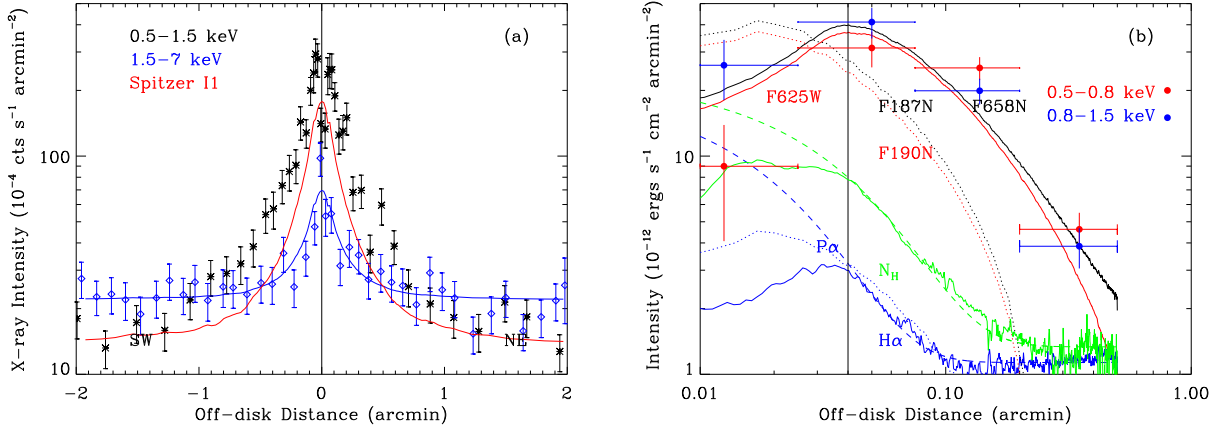 (a)
0.5−1.5 keV
1.5−7 keV
Spitzer I1
SW
NE
100
10
−2
−1
0
1
2
Off−disk Distance (arcmin)
X−ray Intensity (10⁻⁴ cts s⁻¹ arcmin⁻²)
(b)
F625W
F187N
F658N
0.5−0.8 keV
0.8−1.5 keV
F190N
Pα
N_H
Hα
10
1
0.01
0.10
1.00
Off−disk Distance (arcmin)
Intensity (10⁻¹² ergs s⁻¹ cm⁻² arcmin⁻²)